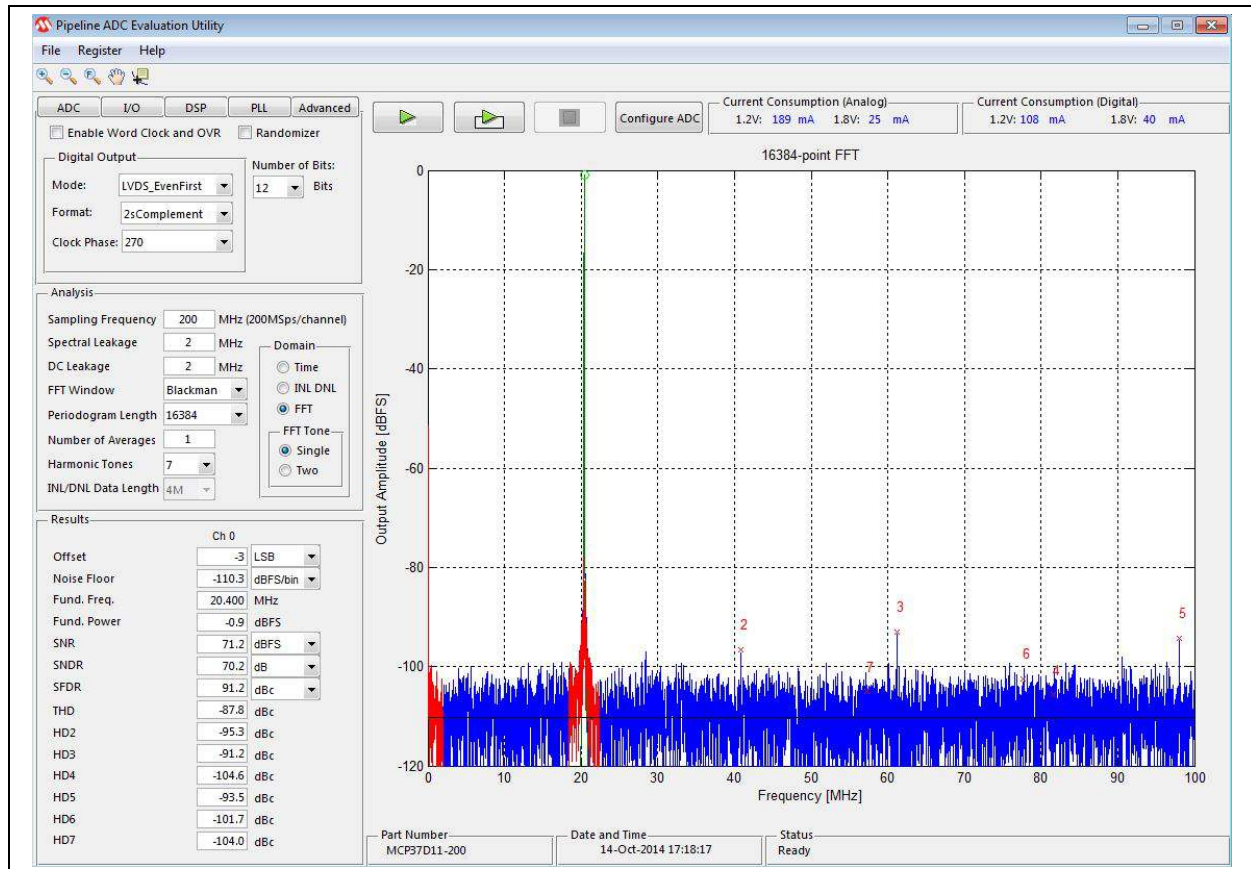 Pipeline ADC Evaluation Utility
File Register Help
ADC I/O DSP PLL Advanced
Enable Word Clock and OVR Randomizer
Digital Output
Number of Bits:
Mode: LVDS_EvenFirst
12 Bits
Format: 2sComplement
Clock Phase: 270
Analysis
Sampling Frequency 200 MHz (200MSps/channel)
Spectral Leakage 2 MHz
DC Leakage 2 MHz
FFT Window Blackman
Periodogram Length 16384
Number of Averages 1
Harmonic Tones 7
INL/DNL Data Length 4M
Domain
Time
INL DNL
FFT
FFT Tone
Single
Two
Results
Ch 0
Offset -3 LSB
Noise Floor -110.3 dBFS/bin
Fund. Freq. 20.400 MHz
Fund. Power -0.9 dBFS
SNR 71.2 dBFS
SNDR 70.2 dB
SFDR 91.2 dBc
THD -87.8 dBc
HD2 -95.3 dBc
HD3 -91.2 dBc
HD4 -104.6 dBc
HD5 -93.5 dBc
HD6 -101.7 dBc
HD7 -104.0 dBc
Configure ADC
Current Consumption (Analog)
1.2V: 189 mA 1.8V: 25 mA
Current Consumption (Digital)
1.2V: 108 mA 1.8V: 40 mA
16384-point FFT
Output Amplitude [dBFS]
0
-20
-40
-60
-80
-100
-120
2
3
5
7
6
4
0 10 20 30 40 50 60 70 80 90 100
Frequency [MHz]
Part Number
MCP37D11-200
Date and Time
14-Oct-2014 17:18:17
Status
Ready